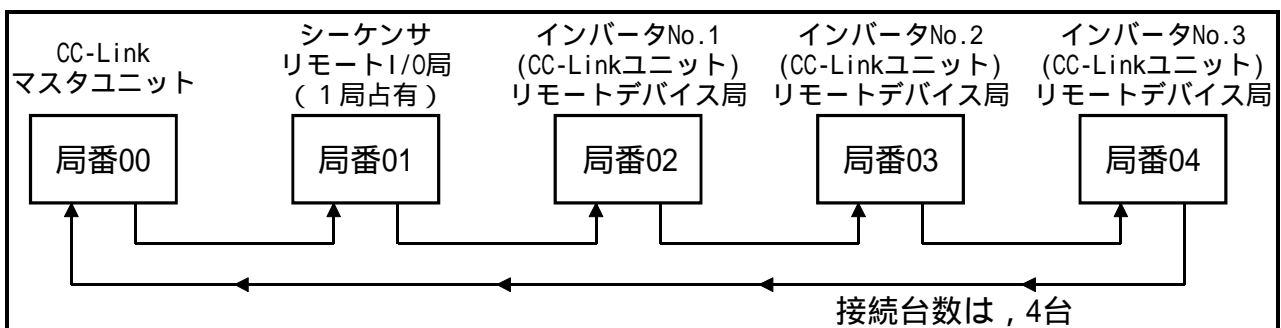 CC-Link
マスタユニット
シーケンサ
リモートI/O局
(1局占有)
インバータNo.1
(CC-Linkユニット)
リモートデバイス局
インバータNo.2
(CC-Linkユニット)
リモートデバイス局
インバータNo.3
(CC-Linkユニット)
リモートデバイス局
局番00
局番01
局番02
局番03
局番04
接続台数は,4台